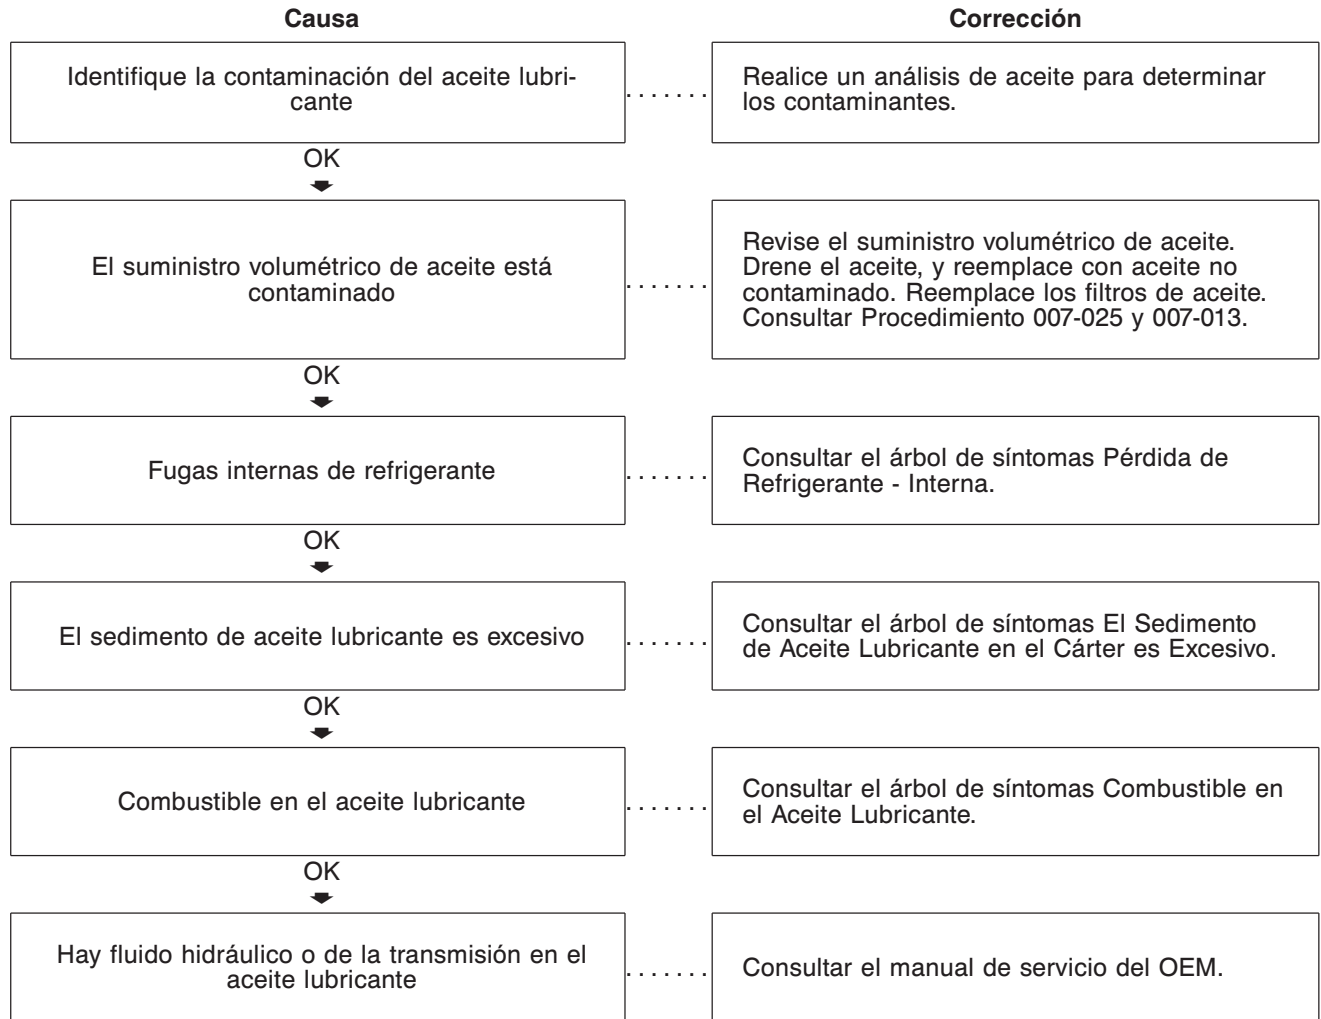 Causa
Corrección
Identifique la contaminación del aceite lubri-
cante
. . . . . . .
Realice un análisis de aceite para determinar
los contaminantes.
OK
El suministro volumétrico de aceite está
contaminado
. . . . . . .
Revise el suministro volumétrico de aceite.
Drene el aceite, y reemplace con aceite no
contaminado. Reemplace los filtros de aceite.
Consultar Procedimiento 007-025 y 007-013.
OK
Fugas internas de refrigerante
. . . . . . .
Consultar el árbol de síntomas Pérdida de
Refrigerante - Interna.
OK
El sedimento de aceite lubricante es excesivo
. . . . . . .
Consultar el árbol de síntomas El Sedimento
de Aceite Lubricante en el Cárter es Excesivo.
OK
Combustible en el aceite lubricante
. . . . . . .
Consultar el árbol de síntomas Combustible en
el Aceite Lubricante.
OK
Hay fluido hidráulico o de la transmisión en el
aceite lubricante
. . . . . . .
Consultar el manual de servicio del OEM.